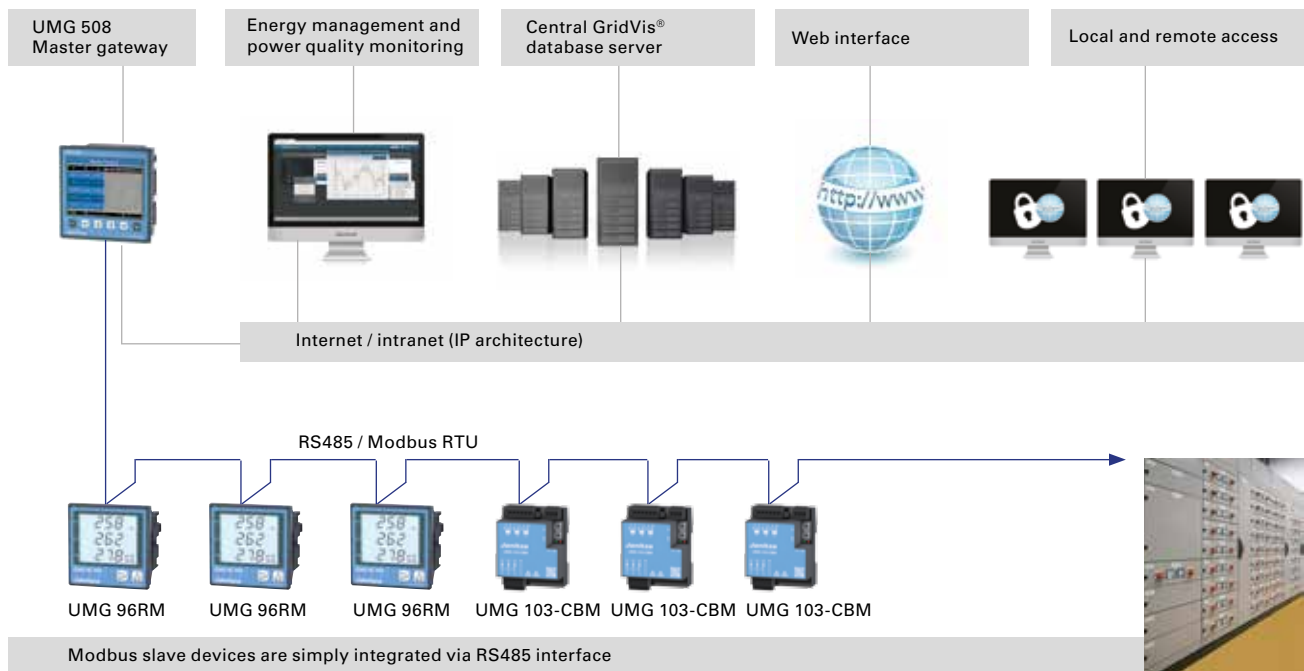 UMG 508
Master gateway
Energy management and
power quality monitoring
Central GridVis®
database server
Web interface
Local and remote access
http://www
Internet / intranet (IP architecture)
RS485 / Modbus RTU
258
262
278
258
262
278
258
262
278
UMG 96RM
UMG 96RM
UMG 96RM
UMG 103-CBM
UMG 103-CBM
UMG 103-CBM
Modbus slave devices are simply integrated via RS485 interface